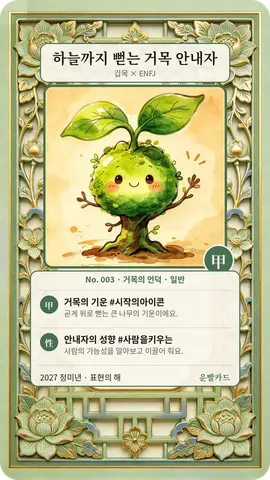 하늘까지 뻗는 거목 안내자
갑목 × ENFJ
甲
No. 003 · 거목의 언덕 · 일반
甲
거목의 기운 #시작의아이콘
곧게 위로 뻗는 큰 나무의 기운이에요.
性
안내자의 성향 #사람을키우는
사람의 가능성을 알아보고 이끌어 줘요.
2027 정미년 · 표현의 해
운빨카드